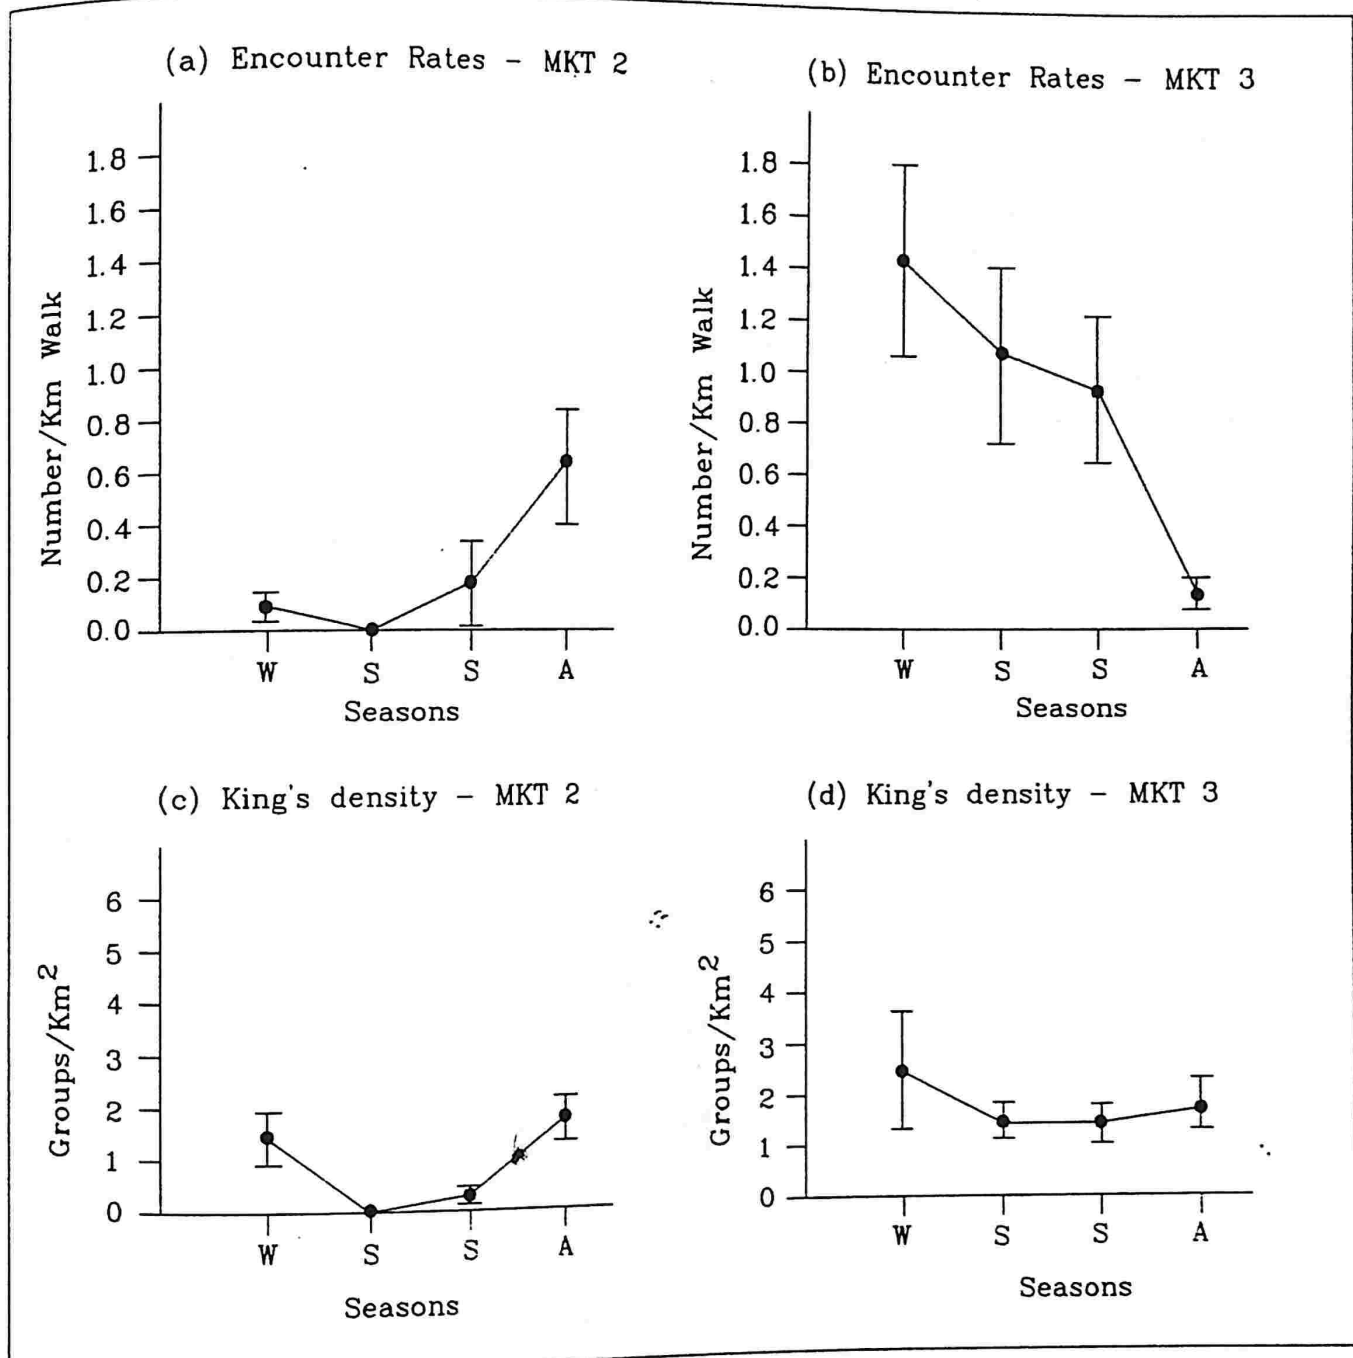 (a) Encounter Rates - MKT 2
1.8
1.6
1.4
1.2
1.0
0.8
0.6
0.4
0.2
0.0
Number/Km Walk
W S S A
Seasons
(b) Encounter Rates - MKT 3
1.8
1.6
1.4
1.2
1.0
0.8
0.6
0.4
0.2
0.0
Number/Km Walk
W S S A
Seasons
(c) King's density - MKT 2
6
5
4
3
2
1
0
Groups/Km²
W S S A
Seasons
(d) King's density - MKT 3
6
5
4
3
2
1
0
Groups/Km²
W S S A
Seasons